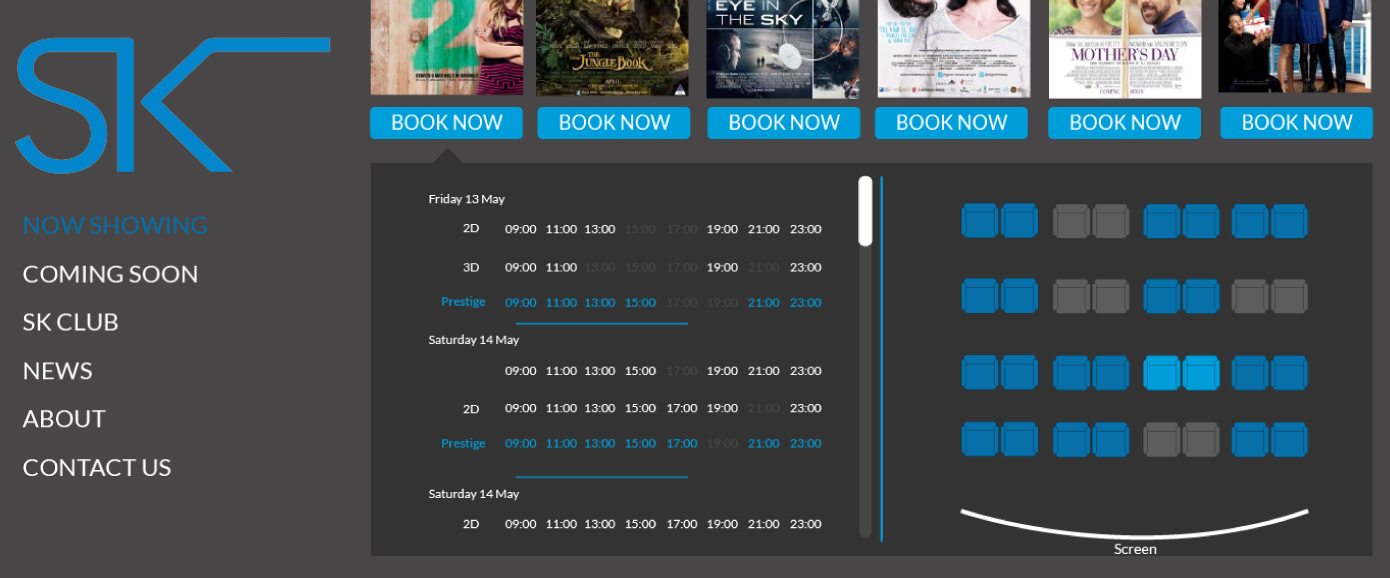 SK
NOW SHOWING
COMING SOON
SK CLUB
NEWS
ABOUT
CONTACT US
2
THE
JUNGLE BOOK
APRIL
EYE IN
THE SKY
MOTHER'S DAY
COMING SOON
BOOK NOW BOOK NOW BOOK NOW BOOK NOW BOOK NOW BOOK NOW
Friday 13 May
2D 09:00 11:00 13:00 15:00 17:00 19:00 21:00 23:00
3D 09:00 11:00 13:00 15:00 17:00 19:00 21:00 23:00
Prestige 09:00 11:00 13:00 15:00 17:00 19:00 21:00 23:00
Saturday 14 May
09:00 11:00 13:00 15:00 17:00 19:00 21:00 23:00
2D 09:00 11:00 13:00 15:00 17:00 19:00 21:00 23:00
Prestige 09:00 11:00 13:00 15:00 17:00 19:00 21:00 23:00
Saturday 14 May
2D 09:00 11:00 13:00 15:00 17:00 19:00 21:00 23:00
Screen